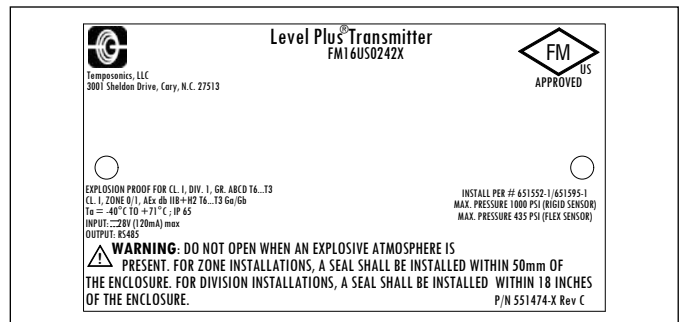 Level Plus® Transmitter
FM16US0242X
FM
US
APPROVED
Temposonics, LLC
3001 Sheldon Drive, Cary, N.C. 27513
EXPLOSION PROOF FOR CL. I, DIV. 1, GR. ABCD T6...T3
CL. I, ZONE 0/1, AEx db IIB+H2 T6...T3 Ga/Gb
Ta = -40°C TO +71°C ; IP 65
INPUT: ⎓28V (120mA) max
OUTPUT: RS485
INSTALL PER # 651552-1/651595-1
MAX. PRESSURE 1000 PSI (RIGID SENSOR)
MAX. PRESSURE 435 PSI (FLEX SENSOR)
WARNING: DO NOT OPEN WHEN AN EXPLOSIVE ATMOSPHERE IS
PRESENT. FOR ZONE INSTALLATIONS, A SEAL SHALL BE INSTALLED WITHIN 50mm OF
THE ENCLOSURE. FOR DIVISION INSTALLATIONS, A SEAL SHALL BE INSTALLED WITHIN 18 INCHES
OF THE ENCLOSURE.
P/N 551474-X Rev C